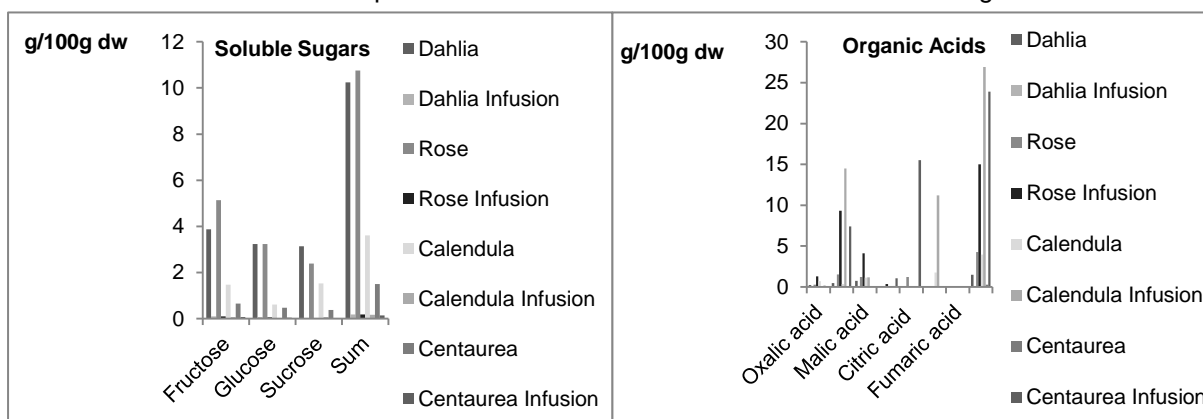 g/100g dw
Soluble Sugars
12
10
8
6
4
2
0
Fructose
Glucose
Sucrose
Sum
Dahlia
Dahlia Infusion
Rose
Rose Infusion
Calendula
Calendula Infusion
Centaurea
Centaurea Infusion
g/100g dw
Organic Acids
30
25
20
15
10
5
0
Oxalic acid
Malic acid
Citric acid
Fumaric acid
Dahlia
Dahlia Infusion
Rose
Rose Infusion
Calendula
Calendula Infusion
Centaurea
Centaurea Infusion